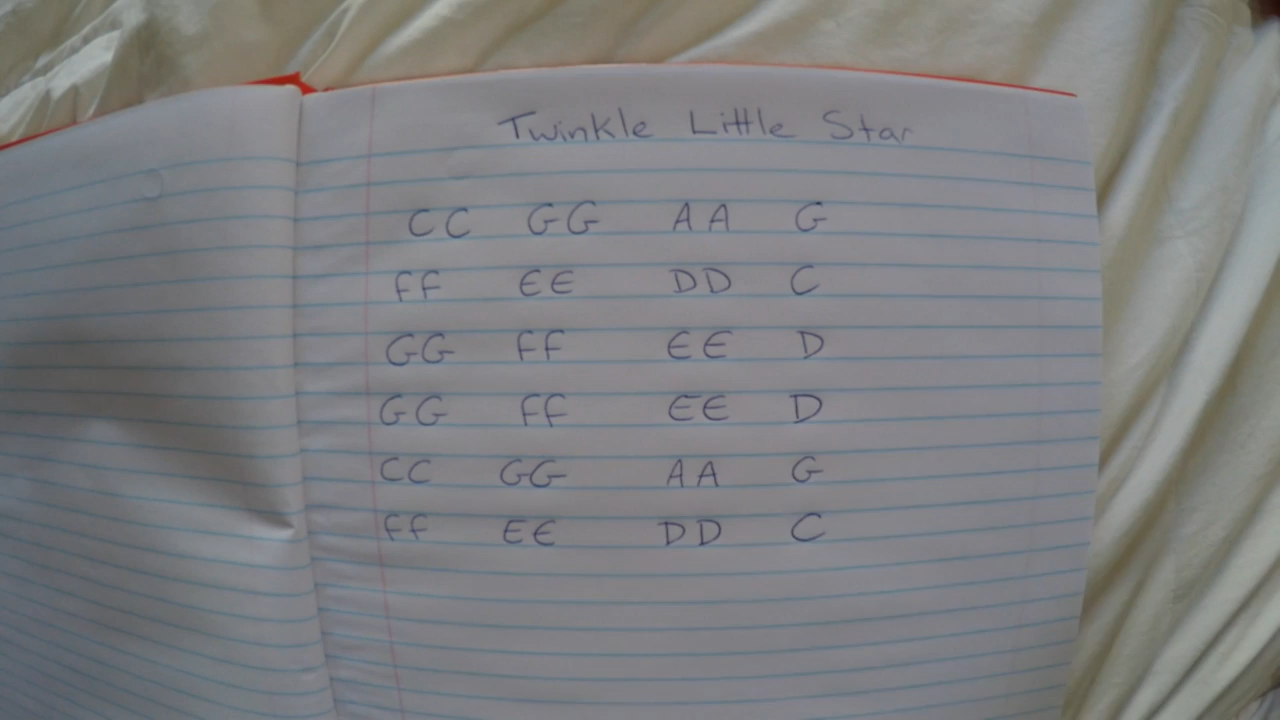 Twinkle Little Star
CC GG AA G
FF EE DD C
GG FF EE D
GG FF EE D
CC GG AA G
FF EE DD C